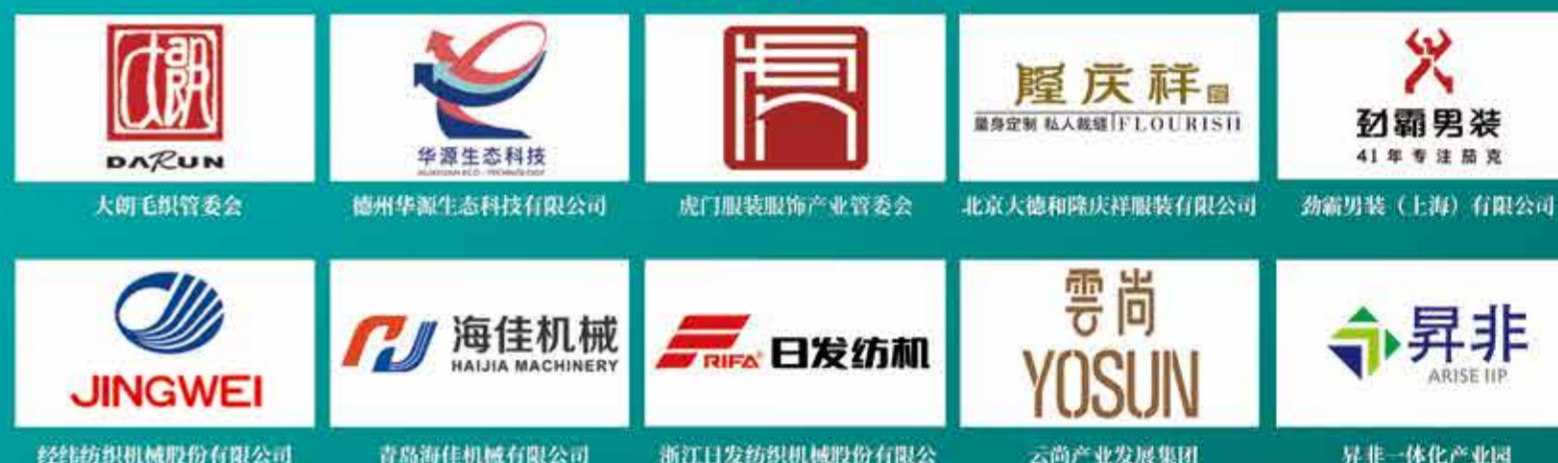 大朗
DARUN
大朗毛织管委会
华源生态科技
HUAYUAN ECO - TECHNOLOGY
德州华源生态科技有限公司
虎门服装服饰产业管委会
隆庆祥
量身定制 私人裁缝 FLOURISH
北京大德和隆庆祥服装有限公司
劲霸男装
41年专注茄克
劲霸男装（上海）有限公司
JINGWEI
经纬纺织机械股份有限公司
海佳机械
HAIJIA MACHINERY
青岛海佳机械有限公司
RIFA® 日发纺机
浙江日发纺织机械股份有限公
雲尚
YOSUN
云尚产业发展集团
昇非
ARISE IIP
昇非一体化产业园